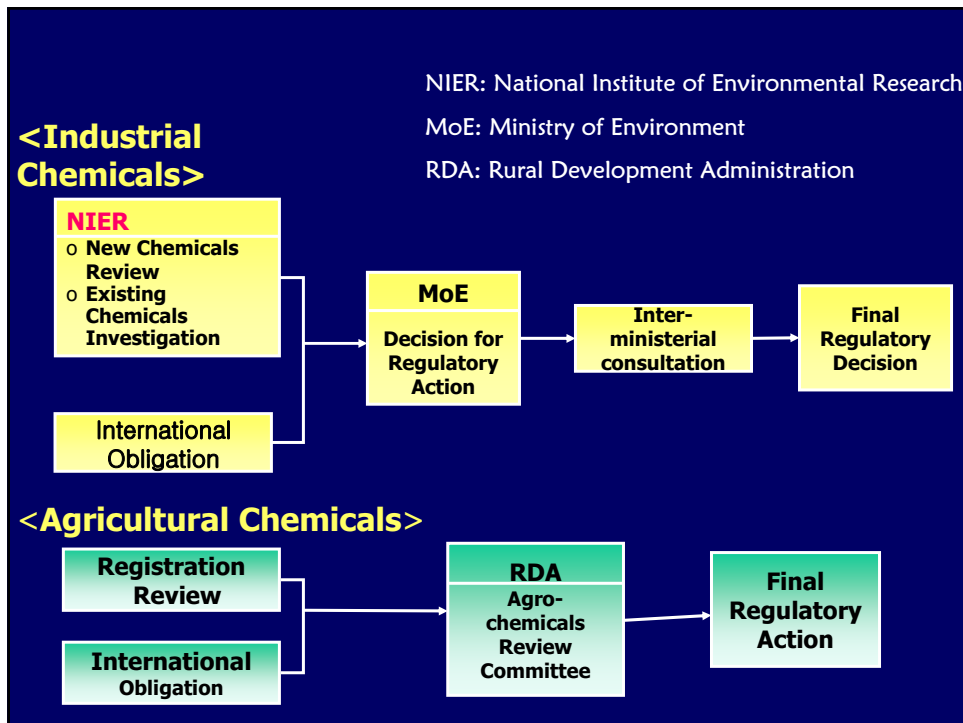 NIER: National Institute of Environmental Research
MoE: Ministry of Environment
RDA: Rural Development Administration
<Industrial
Chemicals>
NIER
o New Chemicals
Review
o Existing
Chemicals
Investigation
International
Obligation
MoE
Decision for
Regulatory
Action
Inter-
ministerial
consultation
Final
Regulatory
Decision
<Agricultural Chemicals>
Registration
Review
International
Obligation
RDA
Agro-
chemicals
Review
Committee
Final
Regulatory
Action